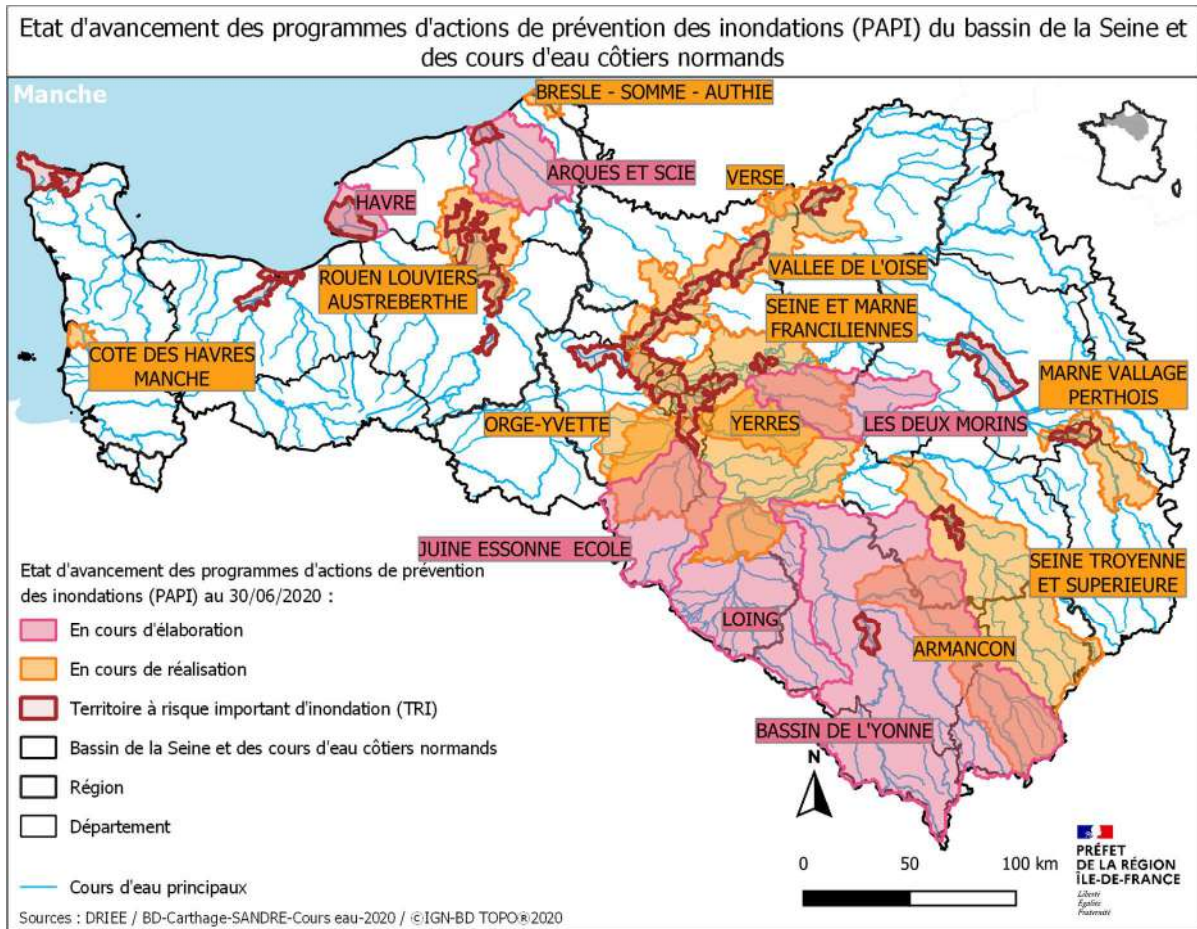 Etat d'avancement des programmes d'actions de prévention des inondations (PAPI) du bassin de la Seine et
des cours d'eau côtiers normands
Manche
BRESLE - SOMME - AUTHIE
ARQUES ET SCIE
VERSE
HAVRE
ROUEN LOUVIERS
AUSTREBERTHE
VALLEE DE L'OISE
SEINE ET MARNE
FRANCILIENNES
COTE DES HAVRES
MANCHE
MARNE VALLAGE
PERTHOIS
ORGE-YVETTE
YERRES
LES DEUX MORINS
JUINE ESSONNE ECOLE
SEINE TROYENNE
ET SUPERIEURE
LOING
ARMANCON
BASSIN DE L'YONNE
Etat d'avancement des programmes d'actions de prévention
des inondations (PAPI) au 30/06/2020 :
En cours d'élaboration
En cours de réalisation
Territoire à risque important d'inondation (TRI)
Bassin de la Seine et des cours d'eau côtiers normands
Région
Département
Cours d'eau principaux
N
0 50 100 km
PRÉFET
DE LA RÉGION
ÎLE-DE-FRANCE
Liberté
Égalité
Fraternité
Sources : DRIEE / BD-Carthage-SANDRE-Cours eau-2020 / ©IGN-BD TOPO®2020